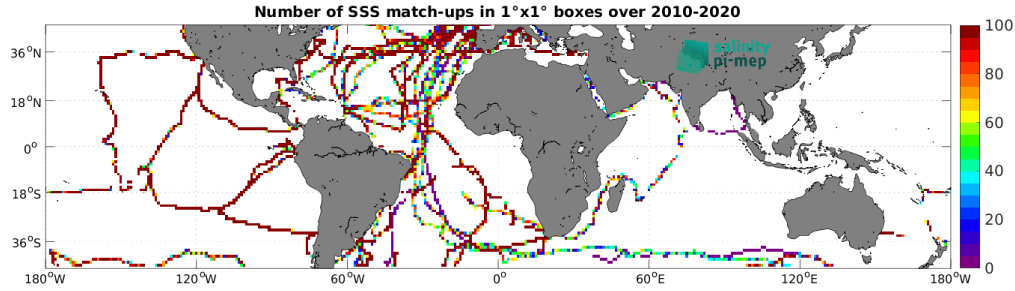 Number of SSS match-ups in 1°x1° boxes over 2010-2020
salinity
pi-mep
36°N
18°N
0°
18°S
36°S
180°W
120°W
60°W
0°
60°E
120°E
180°W
100
80
60
40
20
0